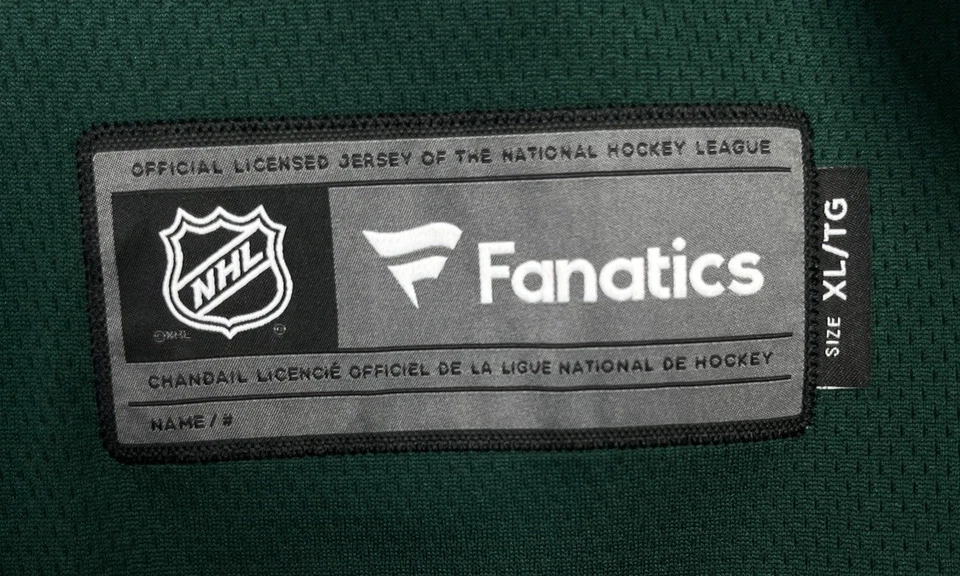 OFFICIAL LICENSED JERSEY OF THE NATIONAL HOCKEY LEAGUE
NHL
Fanatics
©NHL
®
CHANDAIL LICENCIÉ OFFICIEL DE LA LIGUE NATIONAL DE HOCKEY
NAME / #
SIZE XL/TG